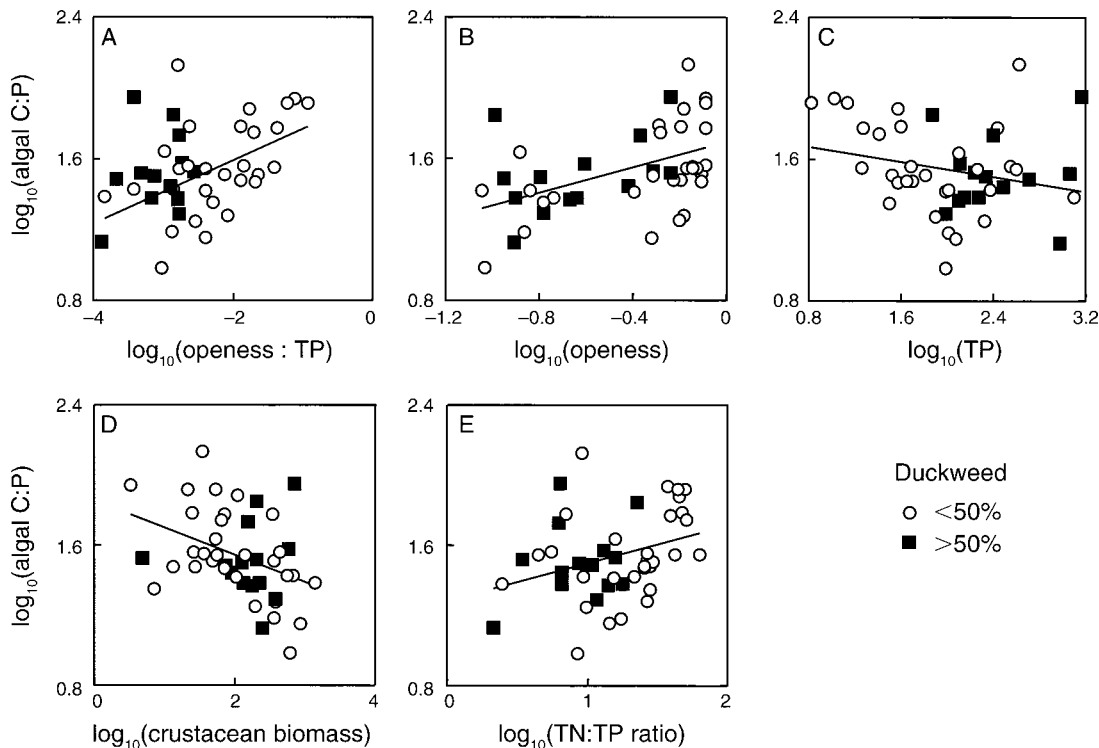 2.4
1.6
0.8
log₁₀(algal C:P)
A
−4
−2
0
log₁₀(openess : TP)
2.4
1.6
0.8
B
−1.2
−0.8
−0.4
0
log₁₀(openess)
2.4
1.6
0.8
C
0.8
1.6
2.4
3.2
log₁₀(TP)
2.4
1.6
0.8
log₁₀(algal C:P)
D
0
2
4
log₁₀(crustacean biomass)
2.4
1.6
0.8
E
0
1
2
log₁₀(TN:TP ratio)
Duckweed
<50%
>50%